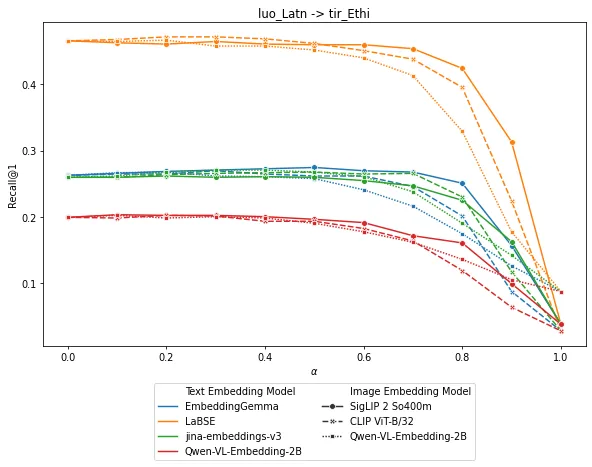 luo_Latn -> tir_Ethi
Recall@1
0.4
0.3
0.2
0.1
0.0 0.2 0.4 0.6 0.8 1.0
α
Text Embedding Model Image Embedding Model
EmbeddingGemma SigLIP 2 So400m
LaBSE CLIP ViT-B/32
jina-embeddings-v3 Qwen-VL-Embedding-2B
Qwen-VL-Embedding-2B